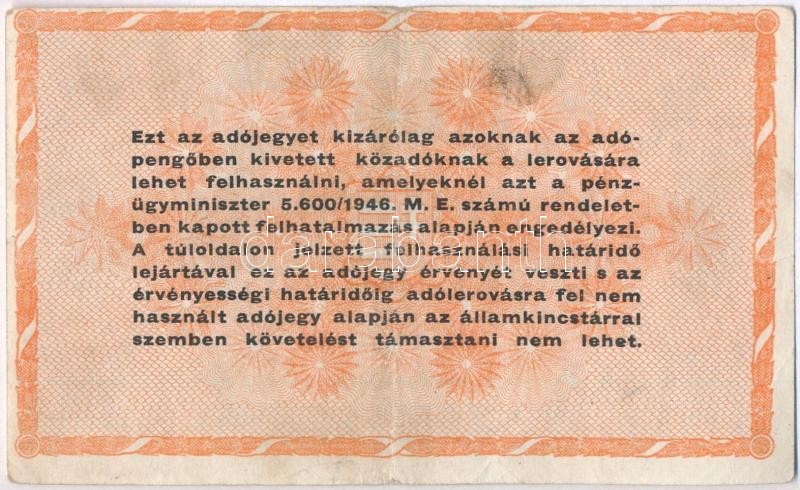 Ezt az adójegyet kizárólag azoknak az adó-
pengőben kivetett közadóknak a lerovására
lehet felhasználni, amelyeknél azt a pénz-
ügyminiszter 5.600/1946. M. E. számú rendelet-
ben kapott felhatalmazás alapján engedélyezi.
A túloldalon jelzett felhasználási határidő
lejártával ez az adójegy érvényét veszti s az
érvényességi határidőig adólerovásra fel nem
használt adójegy alapján az államkincstárral
szemben követelést támasztani nem lehet.
darabanth